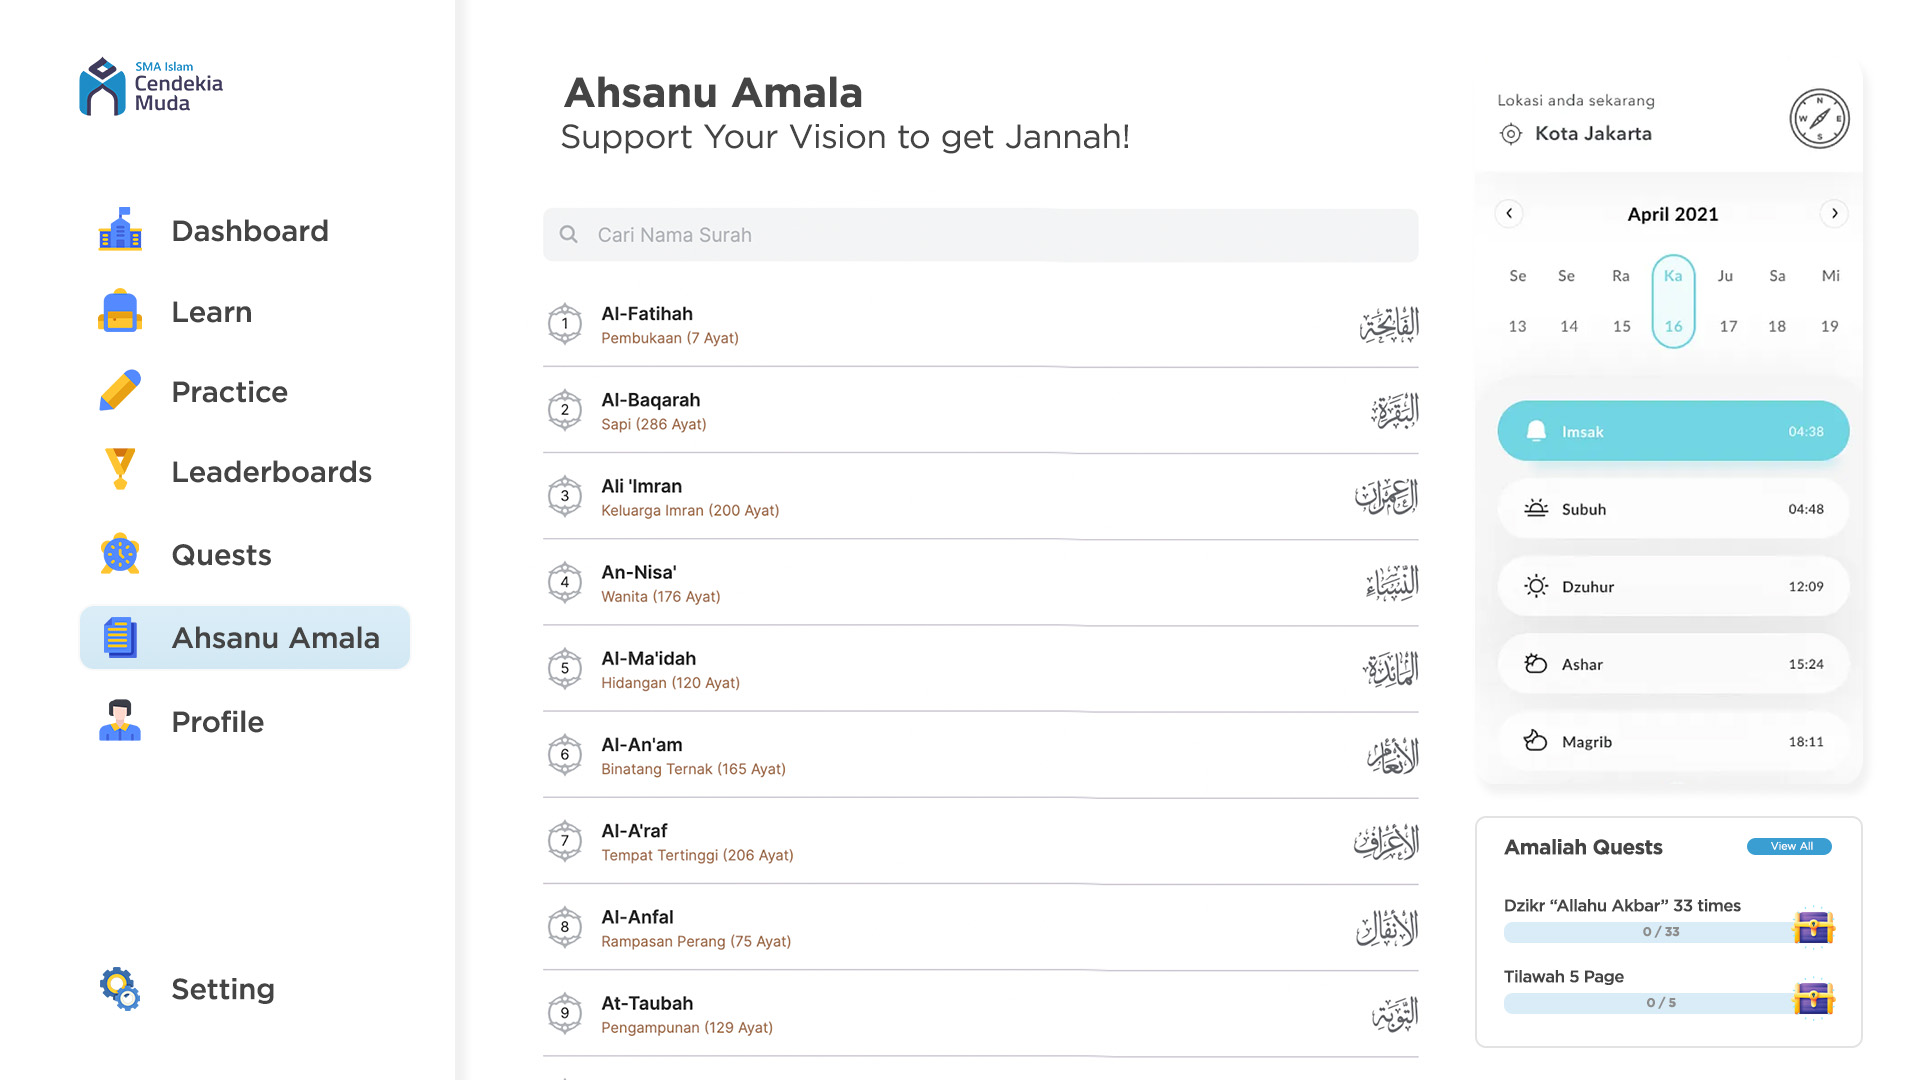 SMA Islam
Cendekia
Muda
Dashboard
Learn
Practice
Leaderboards
Quests
Ahsanu Amala
Profile
Setting
Ahsanu Amala
Support Your Vision to get Jannah!
Cari Nama Surah
1
Al-Fatihah
Pembukaan (7 Ayat)
الفاتحة
2
Al-Baqarah
Sapi (286 Ayat)
البقرة
3
Ali 'Imran
Keluarga Imran (200 Ayat)
آل عمران
4
An-Nisa'
Wanita (176 Ayat)
النساء
5
Al-Ma'idah
Hidangan (120 Ayat)
المائدة
6
Al-An'am
Binatang Ternak (165 Ayat)
الأنعام
7
Al-A'raf
Tempat Tertinggi (206 Ayat)
الأعراف
8
Al-Anfal
Rampasan Perang (75 Ayat)
الأنفال
9
At-Taubah
Pengampunan (129 Ayat)
التوبة
Lokasi anda sekarang
Kota Jakarta
N
W E
S
April 2021
Se Se Ra Ka Ju Sa Mi
13 14 15 16 17 18 19
Imsak 04:38
Subuh 04:48
Dzuhur 12:09
Ashar 15:24
Magrib 18:11
Amaliah Quests
View All
Dzikr “Allahu Akbar” 33 times
0 / 33
Tilawah 5 Page
0 / 5